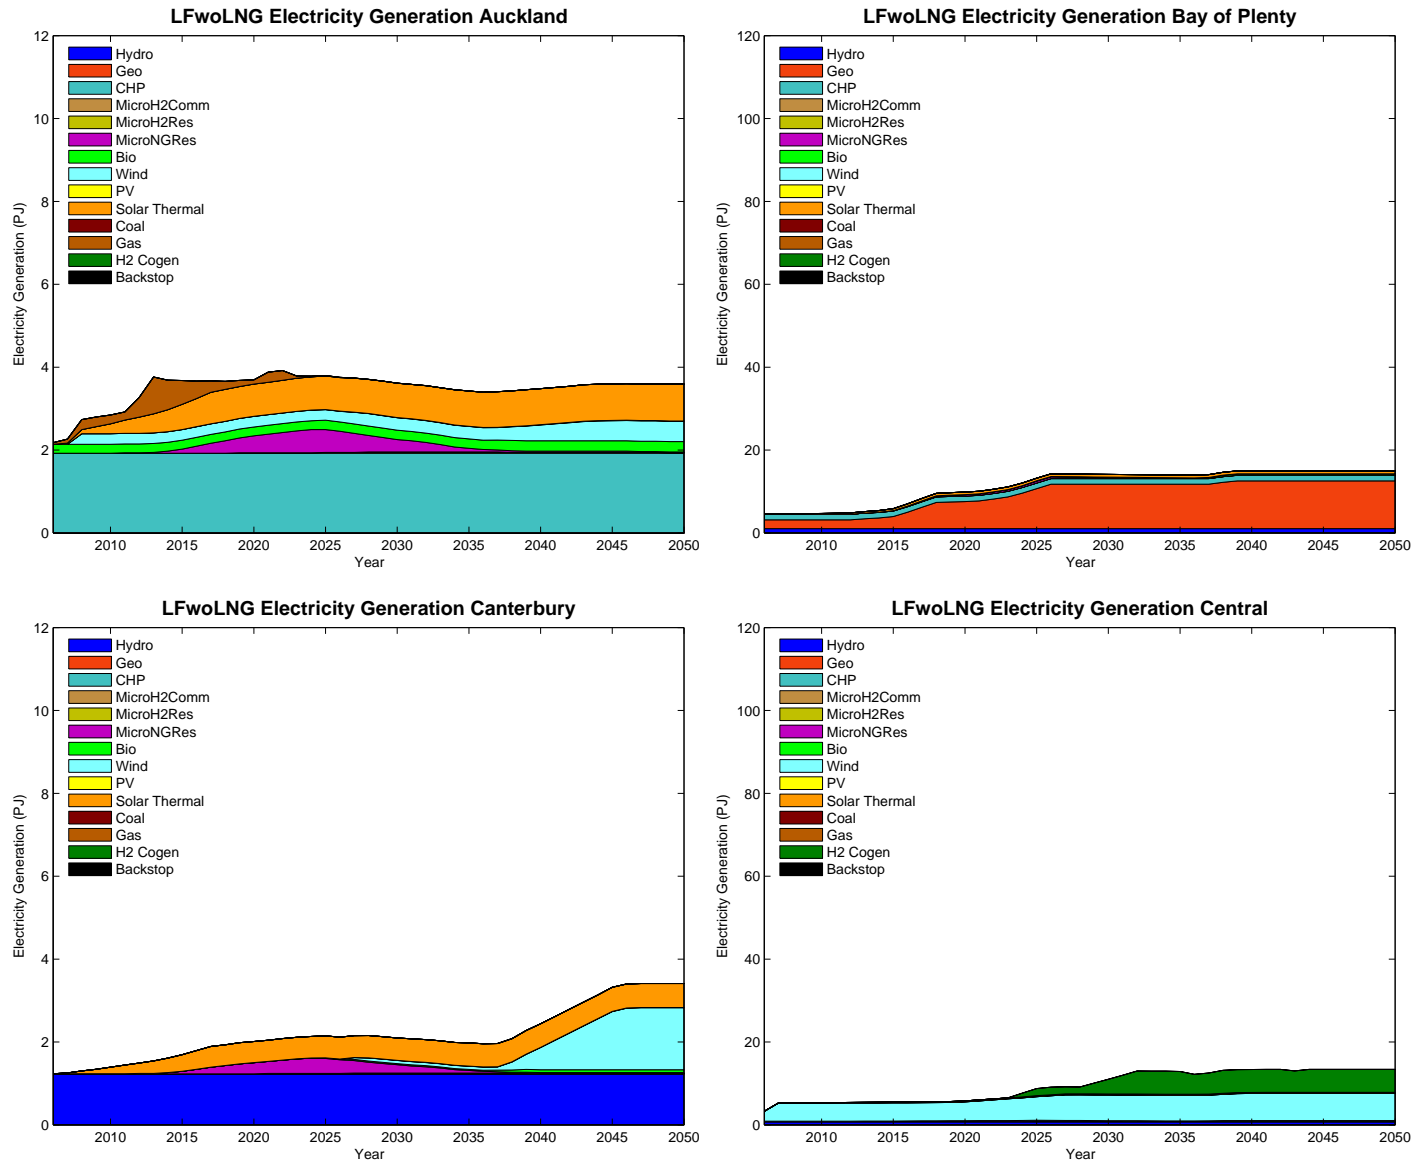 LFwoLNG Electricity Generation Auckland
12
10
8
6
4
2
0
Electricity Generation (PJ)
Hydro
Geo
CHP
MicroH2Comm
MicroH2Res
MicroNGRes
Bio
Wind
PV
Solar Thermal
Coal
Gas
H2 Cogen
Backstop
2010 2015 2020 2025 2030 2035 2040 2045 2050
Year
LFwoLNG Electricity Generation Bay of Plenty
120
100
80
60
40
20
0
Electricity Generation (PJ)
Hydro
Geo
CHP
MicroH2Comm
MicroH2Res
MicroNGRes
Bio
Wind
PV
Solar Thermal
Coal
Gas
H2 Cogen
Backstop
2010 2015 2020 2025 2030 2035 2040 2045 2050
Year
LFwoLNG Electricity Generation Canterbury
12
10
8
6
4
2
0
Electricity Generation (PJ)
Hydro
Geo
CHP
MicroH2Comm
MicroH2Res
MicroNGRes
Bio
Wind
PV
Solar Thermal
Coal
Gas
H2 Cogen
Backstop
2010 2015 2020 2025 2030 2035 2040 2045 2050
Year
LFwoLNG Electricity Generation Central
120
100
80
60
40
20
0
Electricity Generation (PJ)
Hydro
Geo
CHP
MicroH2Comm
MicroH2Res
MicroNGRes
Bio
Wind
PV
Solar Thermal
Coal
Gas
H2 Cogen
Backstop
2010 2015 2020 2025 2030 2035 2040 2045 2050
Year